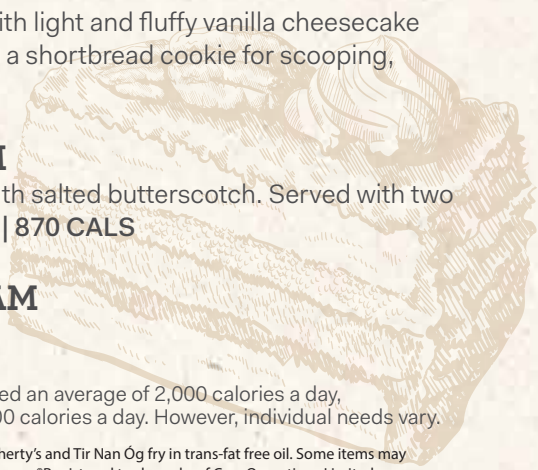 ith light and fluffy vanilla cheesecake
a shortbread cookie for scooping,
th salted butterscotch. Served with two
| 870 CALS
AM
ed an average of 2,000 calories a day,
00 calories a day. However, individual needs vary.
herty's and Tir Nan Óg fry in trans-fat free oil. Some items may